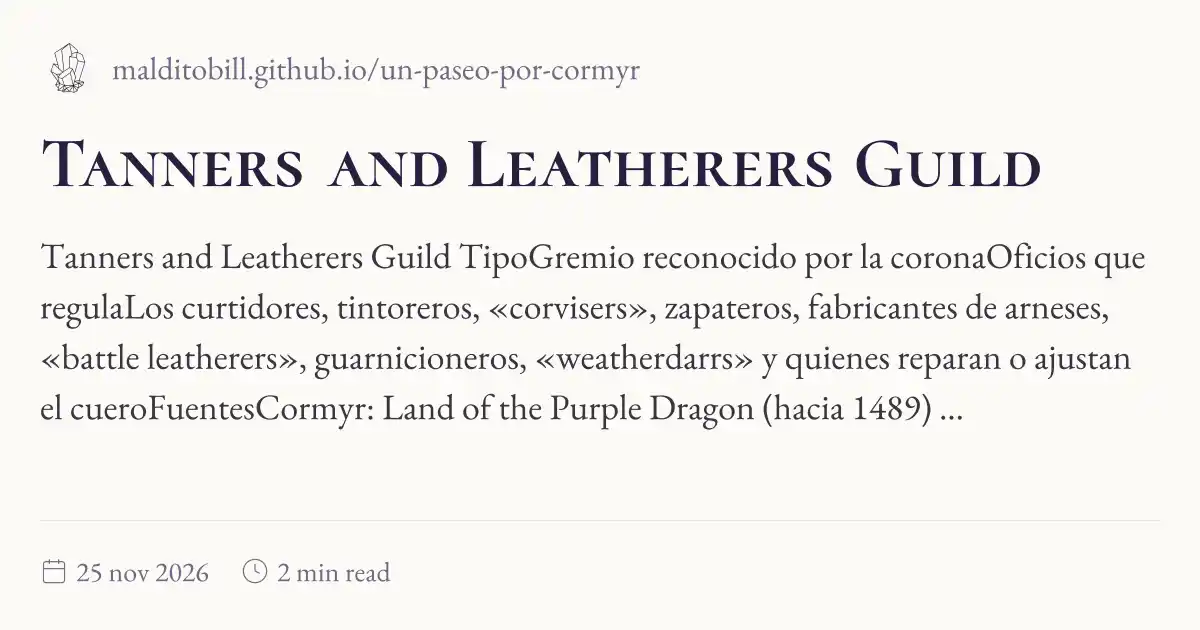 malditobill.github.io/un-paseo-por-cormyr
Tanners and Leatherers Guild
Tanners and Leatherers Guild TipoGremio reconocido por la coronaOficios que
regulaLos curtidores, tintoreros, «corvisers», zapateros, fabricantes de arneses,
«battle leatherers», guarnicioneros, «weatherdarrs» y quienes reparan o ajustan
el cueroFuentesCormyr: Land of the Purple Dragon (hacia 1489) ...
25 nov 2026 2 min read